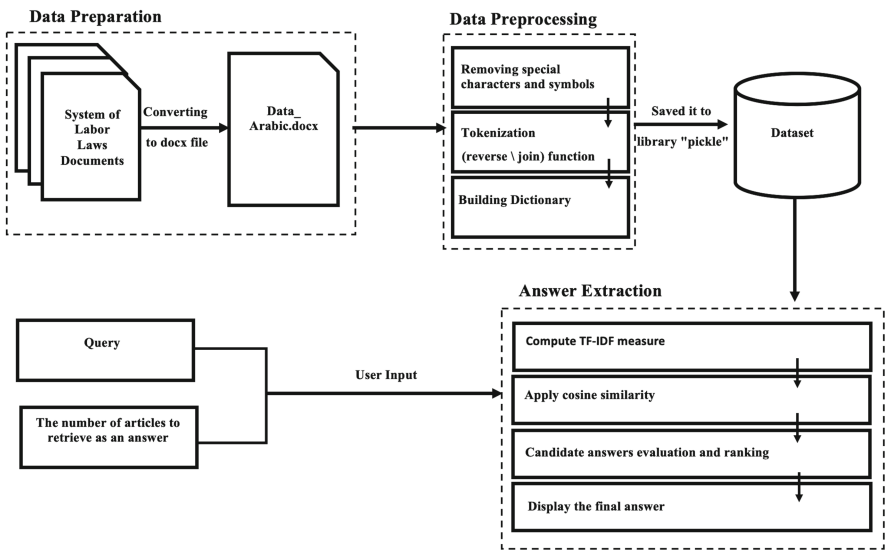 Data Preparation
System of
Labor
Laws
Documents
Converting
to docx file
Data_
Arabic.docx
Data Preprocessing
Removing special
characters and symbols
Tokenization
(reverse \ join) function
Building Dictionary
Saved it to
library "pickle"
Dataset
Query
The number of articles to
retrieve as an answer
User Input
Answer Extraction
Compute TF-IDF measure
Apply cosine similarity
Candidate answers evaluation and ranking
Display the final answer